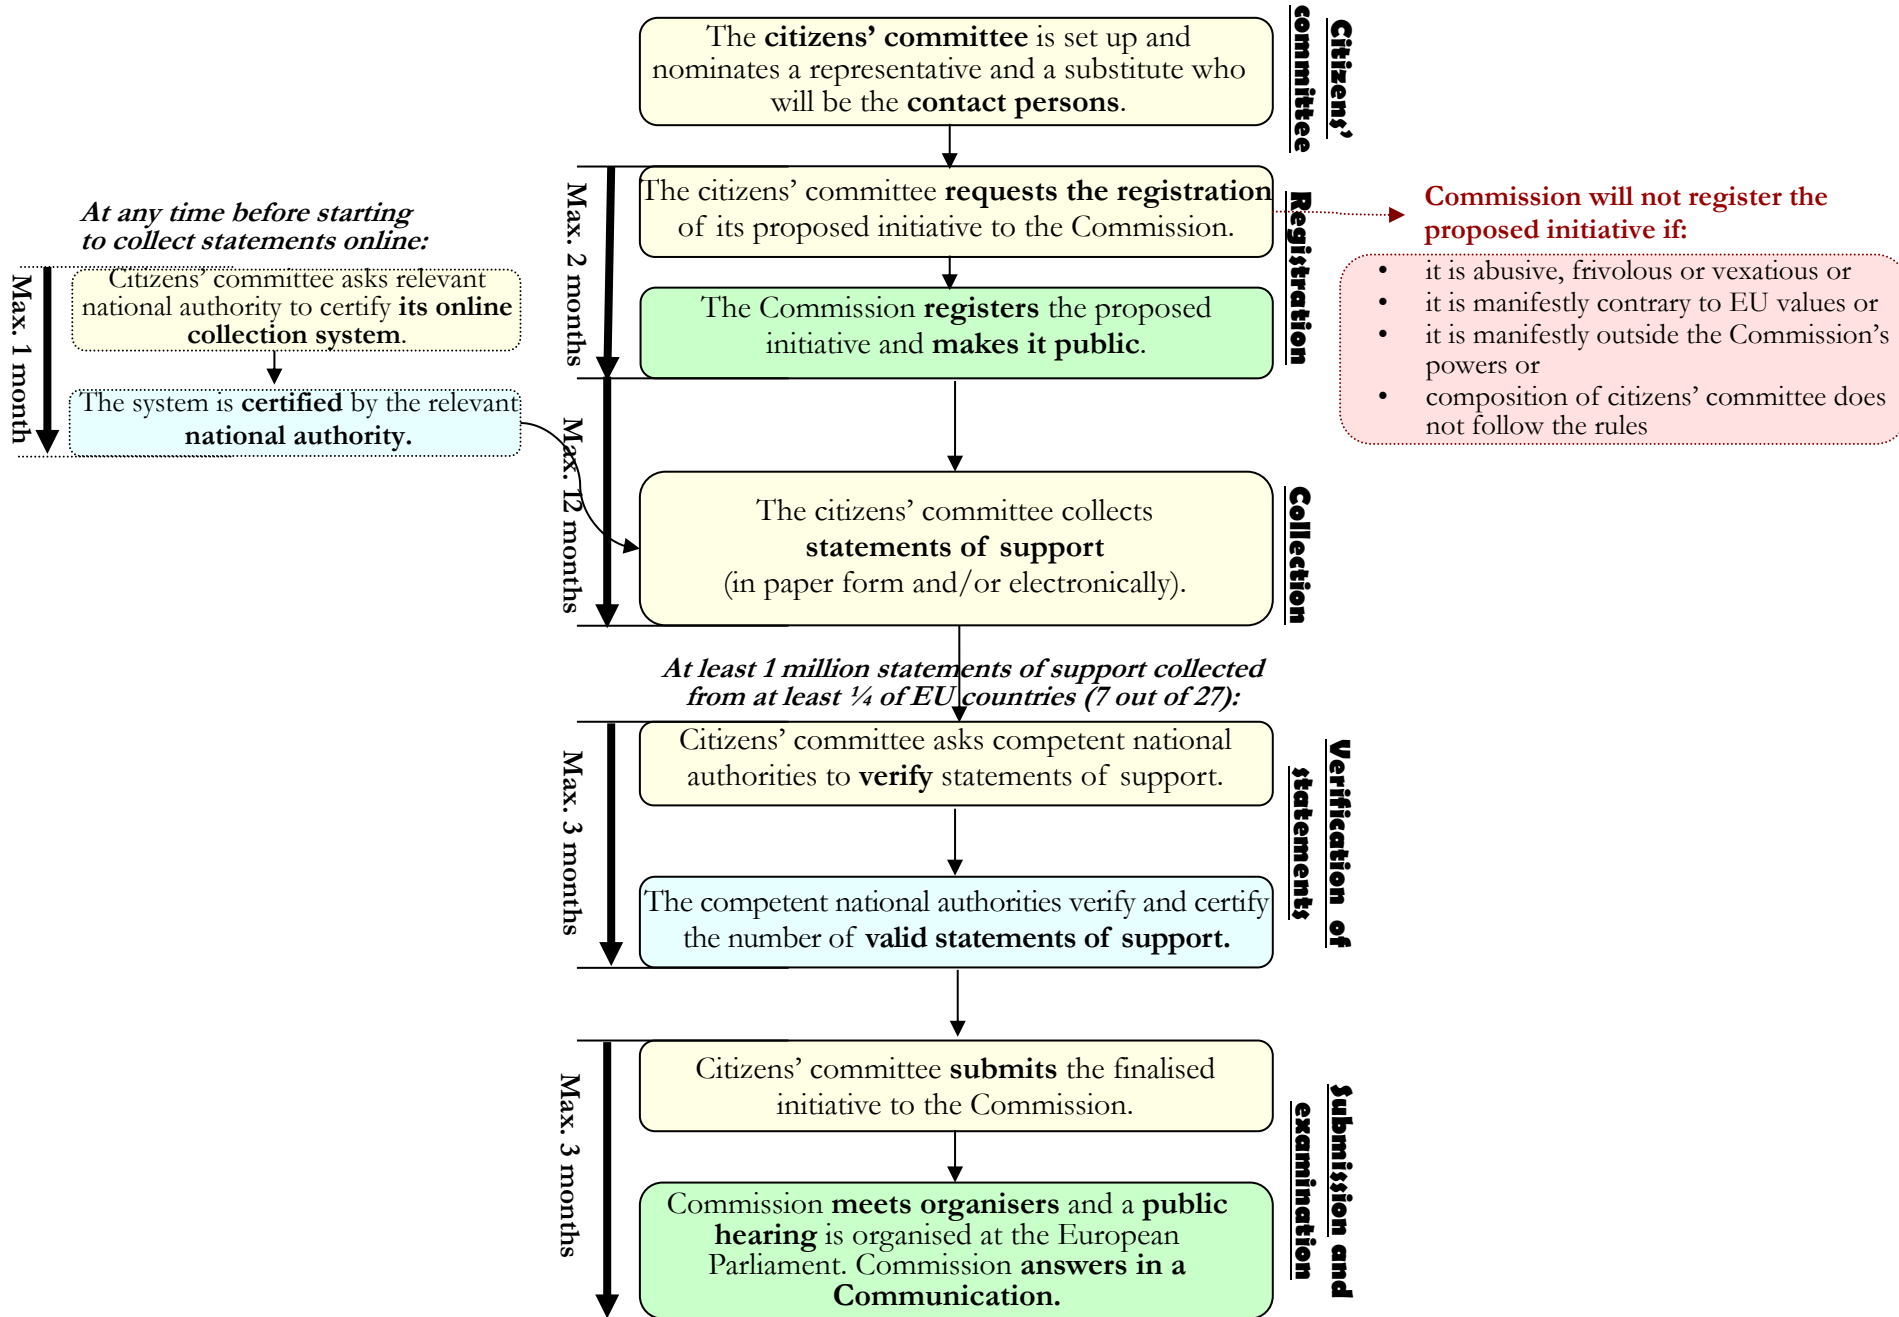 The citizens’ committee is set up and
nominates a representative and a substitute who
will be the contact persons.
Citizens’
committee
Max. 2 months
The citizens’ committee requests the registration
of its proposed initiative to the Commission.
Registration
The Commission registers the proposed
initiative and makes it public.
Commission will not register the
proposed initiative if:
• it is abusive, frivolous or vexatious or
• it is manifestly contrary to EU values or
• it is manifestly outside the Commission’s
powers or
• composition of citizens’ committee does
not follow the rules
At any time before starting
to collect statements online:
Max. 1 month
Citizens’ committee asks relevant
national authority to certify its online
collection system.
The system is certified by the relevant
national authority.
Max. 12 months
The citizens’ committee collects
statements of support
(in paper form and/or electronically).
Collection
At least 1 million statements of support collected
from at least ¼ of EU countries (7 out of 27):
Max. 3 months
Citizens’ committee asks competent national
authorities to verify statements of support.
Verification of
statements
The competent national authorities verify and certify
the number of valid statements of support.
Max. 3 months
Citizens’ committee submits the finalised
initiative to the Commission.
Submission and
examination
Commission meets organisers and a public
hearing is organised at the European
Parliament. Commission answers in a
Communication.